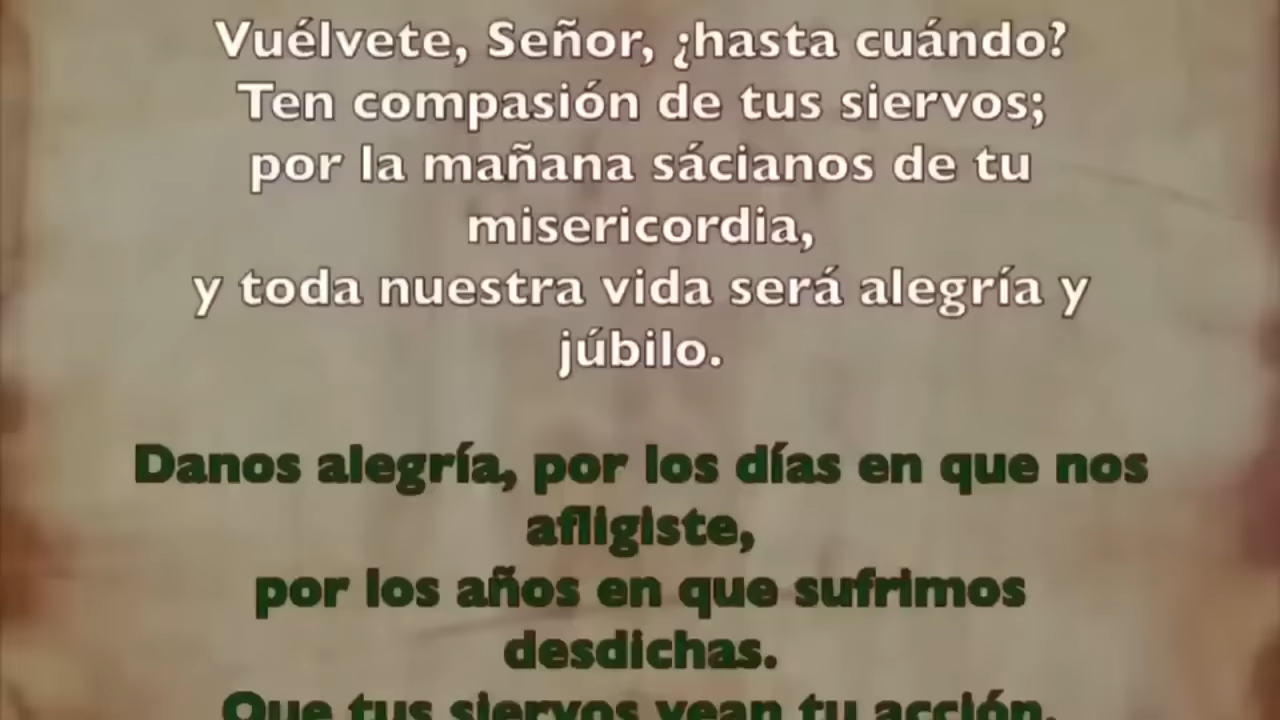 Vuélvete, Señor, ¿hasta cuándo?
Ten compasión de tus siervos;
por la mañana sácianos de tu
misericordia,
y toda nuestra vida será alegría y
júbilo.
Danos alegría, por los días en que nos
afligiste,
por los años en que sufrimos
desdichas.
Que tus siervos vean tu acción,